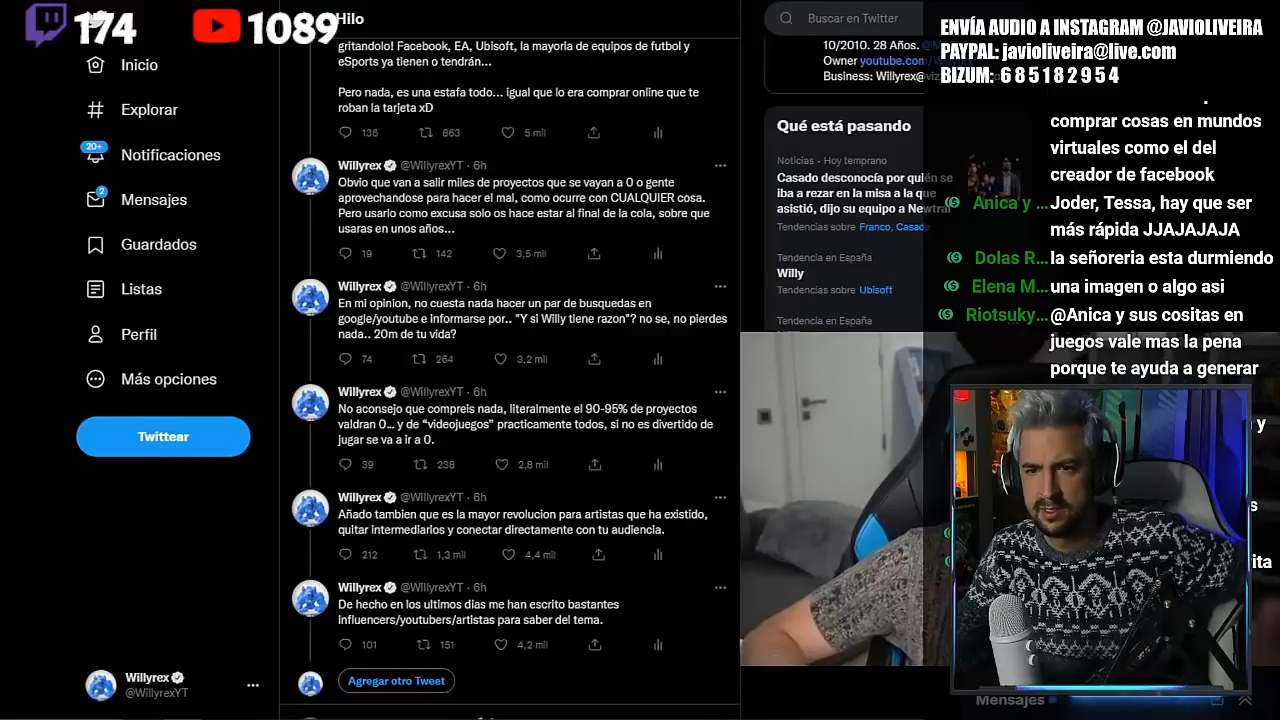 174
1089
Hilo
Buscar en Twitter
ENVÍA AUDIO A INSTAGRAM @JAVIOLIVEIRA
PAYPAL: javioliveira@live.com
BIZUM: 685182954
Inicio
Explorar
20+
Notificaciones
2
Mensajes
Guardados
Listas
Perfil
Más opciones
Twittear
Willyrex
@WillyrexYT
gritandolo! Facebook, EA, Ubisoft, la mayoria de equipos de futbol y
eSports ya tienen o tendrán...
Pero nada, es una estafa todo... igual que lo era comprar online que te
roban la tarjeta xD
136 863 5 mil
Willyrex @WIllyrexYT · 6h
Obvio que van a salir miles de proyectos que se vayan a 0 o gente
aprovechandose para hacer el mal, como ocurre con CUALQUIER cosa.
Pero usarlo como excusa solo os hace estar al final de la cola, sobre que
usaras en unos años...
19 142 3,5 mil
Willyrex @WIllyrexYT · 6h
En mi opinion, no cuesta nada hacer un par de busquedas en
google/youtube e informarse por.. "Y si Willy tiene razon"? no se, no pierdes
nada.. 20m de tu vida?
74 264 3,2 mil
Willyrex @WIllyrexYT · 6h
No aconsejo que compreis nada, literalmente el 90-95% de proyectos
valdran 0... y de “videojuegos” practicamente todos, si no es divertido de
jugar se va a ir a 0.
39 238 2,8 mil
Willyrex @WIllyrexYT · 6h
Añado tambien que es la mayor revolucion para artistas que ha existido,
quitar intermediarios y conectar directamente con tu audiencia.
212 1,3 mil 4,4 mil
Willyrex @WIllyrexYT · 6h
De hecho en los ultimos dias me han escrito bastantes
Influencers/youtubers/artistas para saber del tema.
101 151 4,2 mil
Agregar otro Tweet
10/2010. 28 Años.
Owner youtube.com/
Business: Willyrex@
Qué está pasando
Noticias · Hoy temprano
Casado desconocía por quién se
iba a rezar en la misa a la que
asistió, dijo su equipo a Newtral
Tendencias sobre Franco, Casado
Tendencia en España
Willy
Tendencias sobre Ubisoft
Tendencia en España
comprar cosas en mundos
virtuales como el del
creador de facebook
Anica y ... Joder, Tessa, hay que ser
más rápida JJAJAJAJA
Dolas R... la señoreria esta durmiendo
Elena M... una imagen o algo asi
Riotsuky... @Anica y sus cositas en
juegos vale mas la pena
porque te ayuda a generar
y
s
ita
Mensajes